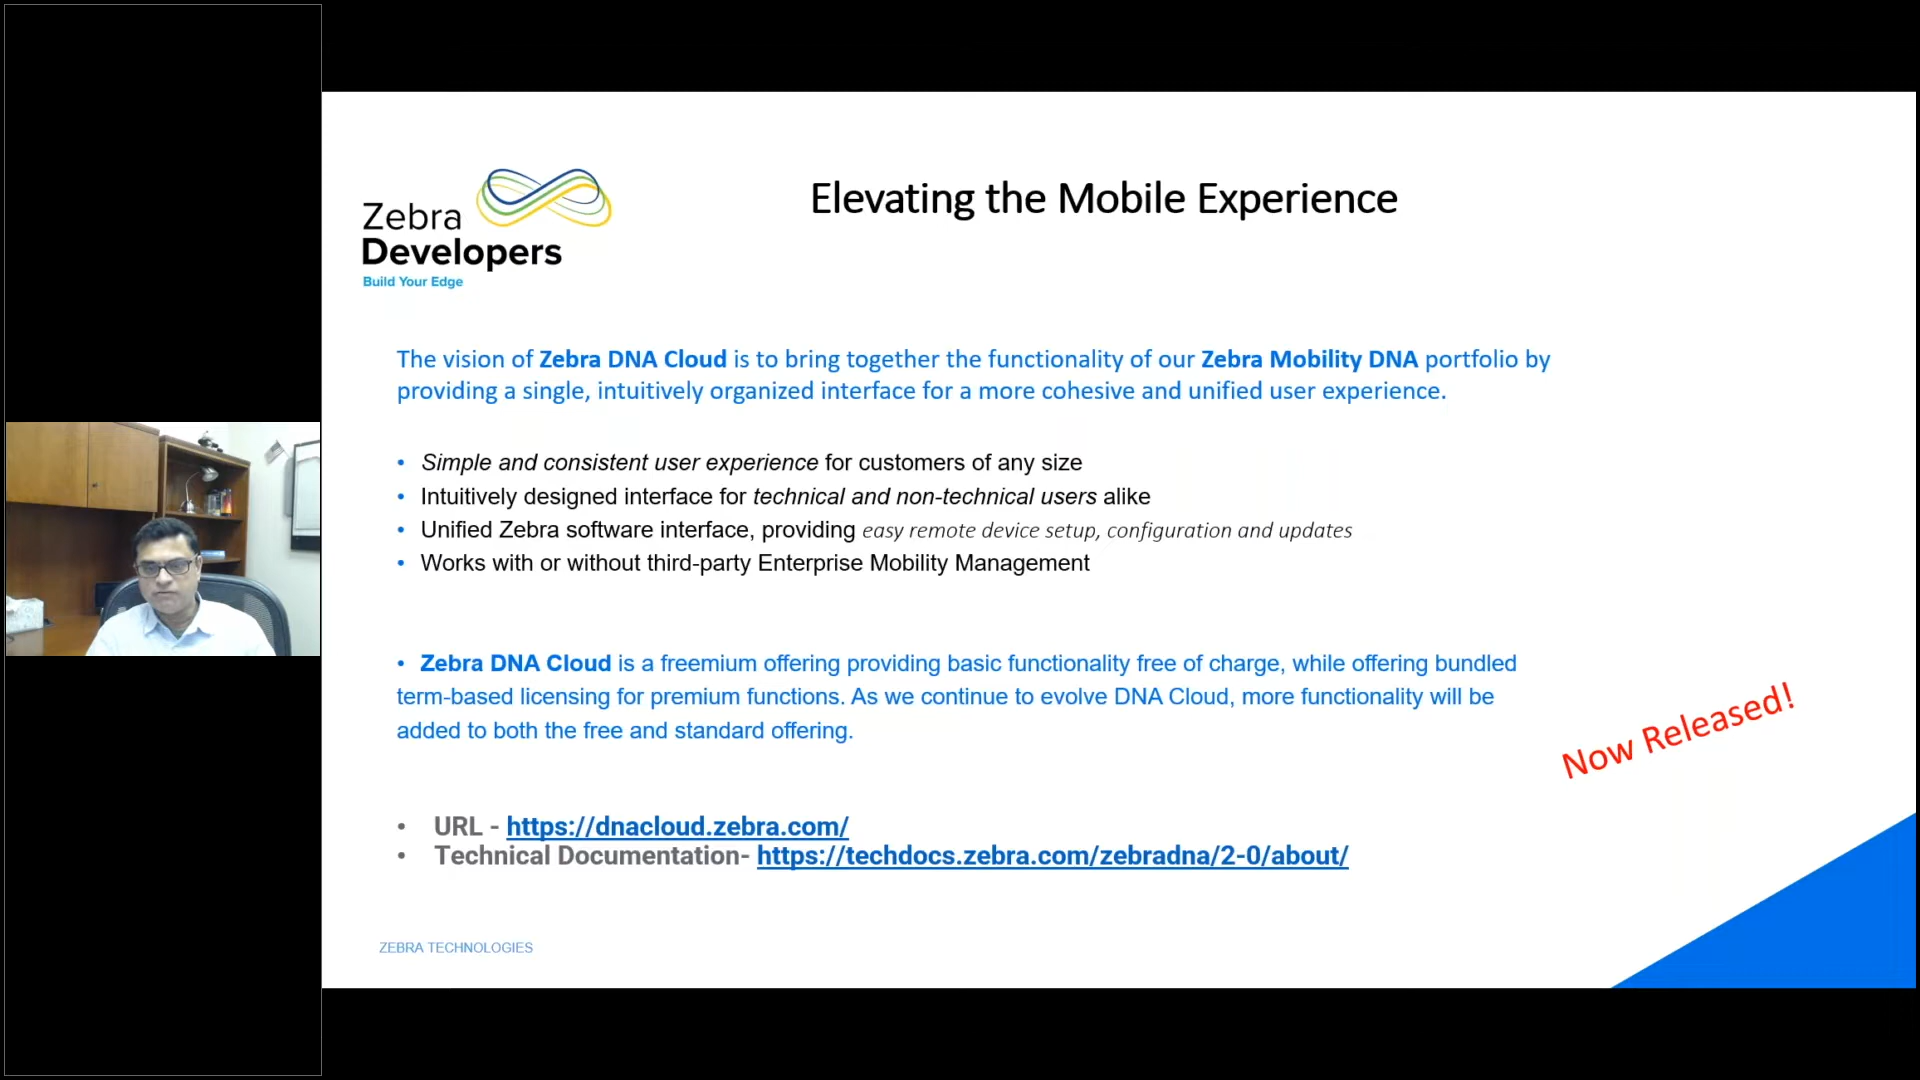 Zebra
Developers
Build Your Edge
Elevating the Mobile Experience
The vision of Zebra DNA Cloud is to bring together the functionality of our Zebra Mobility DNA portfolio by
providing a single, intuitively organized interface for a more cohesive and unified user experience.
• Simple and consistent user experience for customers of any size
• Intuitively designed interface for technical and non-technical users alike
• Unified Zebra software interface, providing easy remote device setup, configuration and updates
• Works with or without third-party Enterprise Mobility Management
• Zebra DNA Cloud is a freemium offering providing basic functionality free of charge, while offering bundled
term-based licensing for premium functions. As we continue to evolve DNA Cloud, more functionality will be
added to both the free and standard offering.
Now Released!
• URL - https://dnacloud.zebra.com/
• Technical Documentation- https://techdocs.zebra.com/zebradna/2-0/about/
ZEBRA TECHNOLOGIES